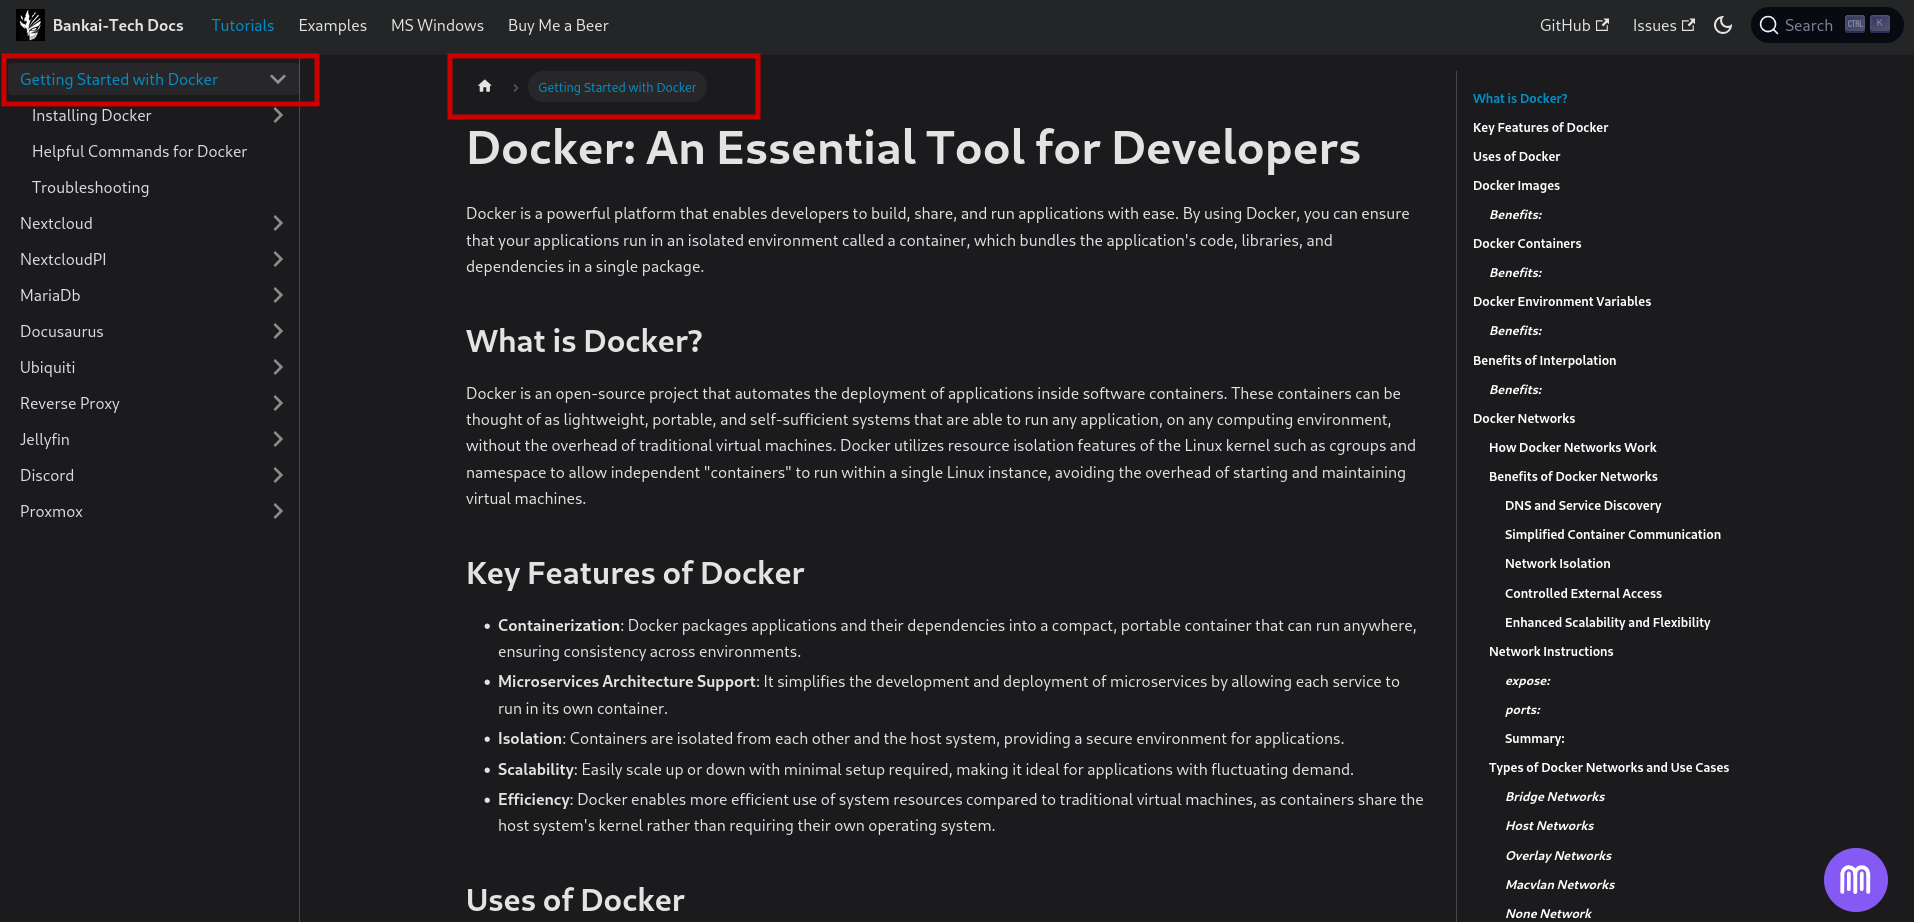 Bankai-Tech Docs Tutorials Examples MS Windows Buy Me a Beer GitHub Issues Search CTRL K
Getting Started with Docker
Installing Docker
Helpful Commands for Docker
Troubleshooting
Nextcloud
NextcloudPI
MariaDb
Docusaurus
Ubiquiti
Reverse Proxy
Jellyfin
Discord
Proxmox
Getting Started with Docker
Docker: An Essential Tool for Developers
Docker is a powerful platform that enables developers to build, share, and run applications with ease. By using Docker, you can ensure
that your applications run in an isolated environment called a container, which bundles the application's code, libraries, and
dependencies in a single package.
What is Docker?
Docker is an open-source project that automates the deployment of applications inside software containers. These containers can be
thought of as lightweight, portable, and self-sufficient systems that are able to run any application, on any computing environment,
without the overhead of traditional virtual machines. Docker utilizes resource isolation features of the Linux kernel such as cgroups and
namespace to allow independent "containers" to run within a single Linux instance, avoiding the overhead of starting and maintaining
virtual machines.
Key Features of Docker
• Containerization: Docker packages applications and their dependencies into a compact, portable container that can run anywhere,
ensuring consistency across environments.
• Microservices Architecture Support: It simplifies the development and deployment of microservices by allowing each service to
run in its own container.
• Isolation: Containers are isolated from each other and the host system, providing a secure environment for applications.
• Scalability: Easily scale up or down with minimal setup required, making it ideal for applications with fluctuating demand.
• Efficiency: Docker enables more efficient use of system resources compared to traditional virtual machines, as containers share the
host system's kernel rather than requiring their own operating system.
Uses of Docker
What is Docker?
Key Features of Docker
Uses of Docker
Docker Images
Benefits:
Docker Containers
Benefits:
Docker Environment Variables
Benefits:
Benefits of Interpolation
Benefits:
Docker Networks
How Docker Networks Work
Benefits of Docker Networks
DNS and Service Discovery
Simplified Container Communication
Network Isolation
Controlled External Access
Enhanced Scalability and Flexibility
Network Instructions
expose:
ports:
Summary:
Types of Docker Networks and Use Cases
Bridge Networks
Host Networks
Overlay Networks
Macvlan Networks
None Network